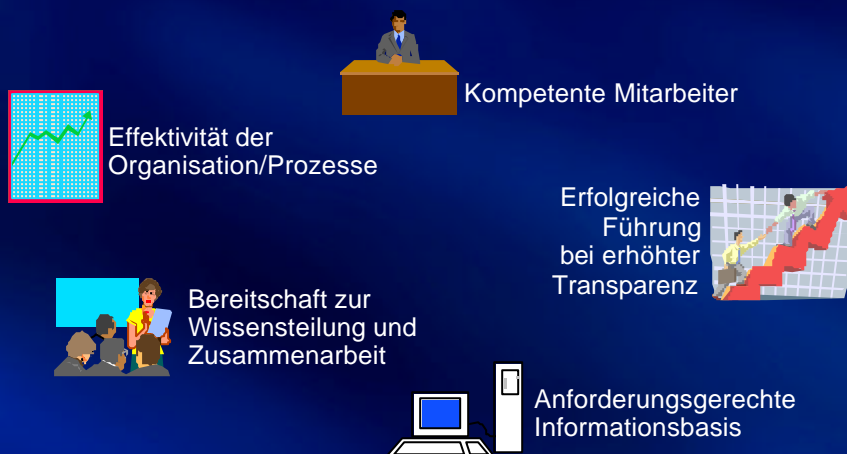 Kompetente Mitarbeiter
Effektivität der
Organisation/Prozesse
Erfolgreiche
Führung
bei erhöhter
Transparenz
Bereitschaft zur
Wissensteilung und
Zusammenarbeit
Anforderungsgerechte
Informationsbasis